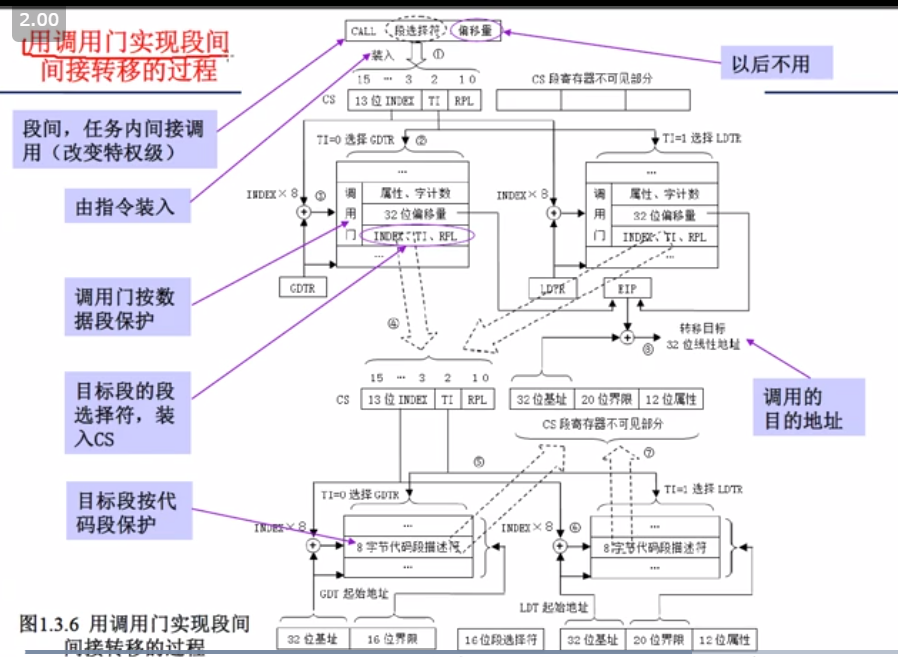 2.00
用调用门实现段间
间接转移的过程
CALL 段选择符 偏移量
装入 ①
以后不用
15 … 3 2 1 0
CS 段寄存器不可见部分
CS 13 位 INDEX TI RPL
段间，任务内间接调
用（改变特权级）
TI=0 选择 GDTR ②
TI=1 选择 LDTR
…
…
由指令装入
INDEX×8 ③
调用门
属性、字计数
32 位偏移量
INDEX、TI、RPL
…
INDEX×8
调用门
属性、字计数
32 位偏移量
INDEX、TI、RPL
…
GDTR
LDTR
EIP
调用门按数
据段保护
④
转移目标
32 位线性地址
⑧
15 … 3 2 1 0
CS 13 位 INDEX TI RPL
32 位基址 20 位界限 12 位属性
CS 段寄存器不可见部分
目标段的段
选择符，装
入CS
调用的
目的地址
⑤
⑦
TI=0 选择 GDTR
TI=1 选择 LDTR
目标段按代
码段保护
INDEX×8
…
8 字节代码段描述符
…
INDEX×8 ⑥
…
8 字节代码段描述符
…
GDT 起始地址
LDT 起始地址
32 位基址 16 位界限
16 位段选择符 32 位基址 20 位界限 12 位属性
图1.3.6 用调用门实现段间
间接转移的过程